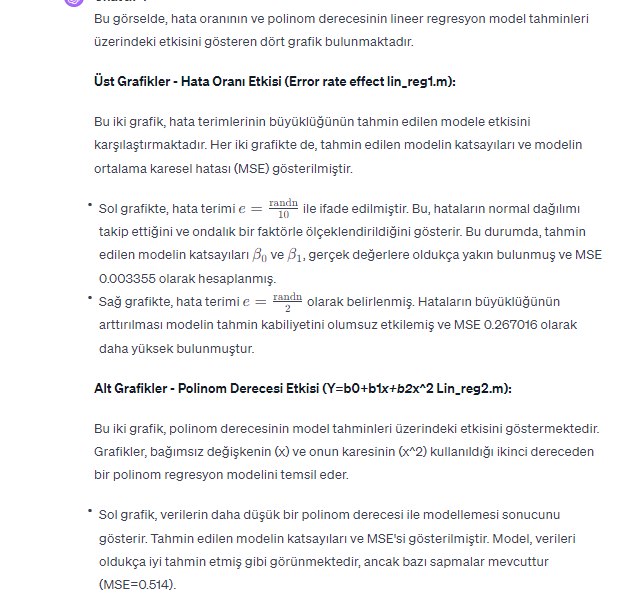 Bu görselde, hata oranının ve polinom derecesinin lineer regresyon model tahminleri
üzerindeki etkisini gösteren dört grafik bulunmaktadır.
Üst Grafikler - Hata Oranı Etkisi (Error rate effect lin_reg1.m):
Bu iki grafik, hata terimlerinin büyüklüğünün tahmin edilen modele etkisini
karşılaştırmaktadır. Her iki grafikte de, tahmin edilen modelin katsayıları ve modelin
ortalama karesel hatası (MSE) gösterilmiştir.
• Sol grafikte, hata terimi e = randn/10 ile ifade edilmiştir. Bu, hataların normal dağılımı
takip ettiğini ve ondalık bir faktörle ölçeklendirildiğini gösterir. Bu durumda, tahmin
edilen modelin katsayıları β₀ ve β₁, gerçek değerlere oldukça yakın bulunmuş ve MSE
0.003355 olarak hesaplanmış.
• Sağ grafikte, hata terimi e = randn/2 olarak belirlenmiş. Hataların büyüklüğünün
arttırılması modelin tahmin kabiliyetini olumsuz etkilemiş ve MSE 0.267016 olarak
daha yüksek bulunmuştur.
Alt Grafikler - Polinom Derecesi Etkisi (Y=b0+b1x+b2x^2 Lin_reg2.m):
Bu iki grafik, polinom derecesinin model tahminleri üzerindeki etkisini göstermektedir.
Grafikler, bağımsız değişkenin (x) ve onun karesinin (x^2) kullanıldığı ikinci dereceden
bir polinom regresyon modelini temsil eder.
• Sol grafik, verilerin daha düşük bir polinom derecesi ile modellemesi sonucunu
gösterir. Tahmin edilen modelin katsayıları ve MSE'si gösterilmiştir. Model, verileri
oldukça iyi tahmin etmiş gibi görünmektedir, ancak bazı sapmalar mevcuttur
(MSE=0.514).